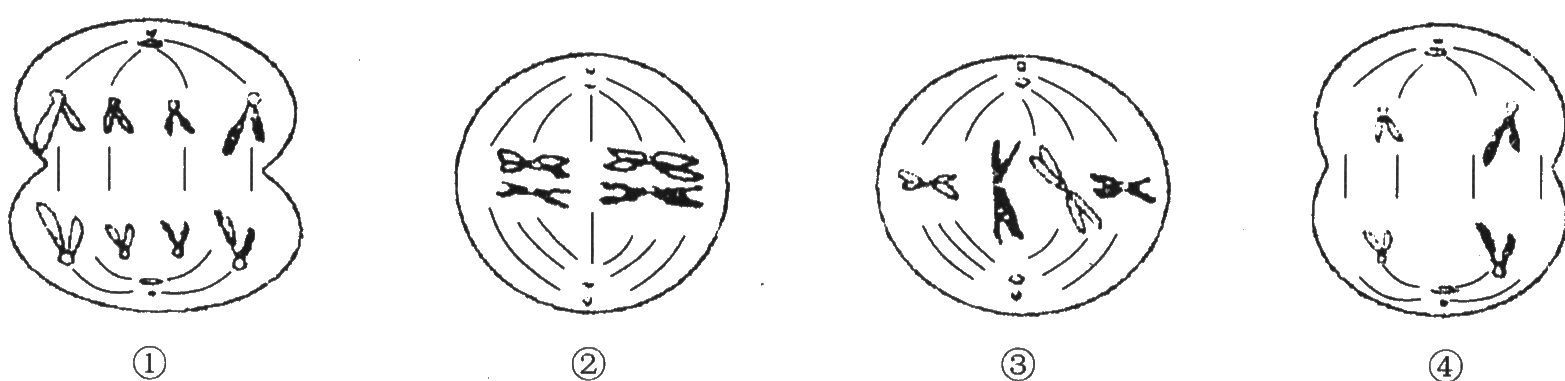 ① ② ③ ④